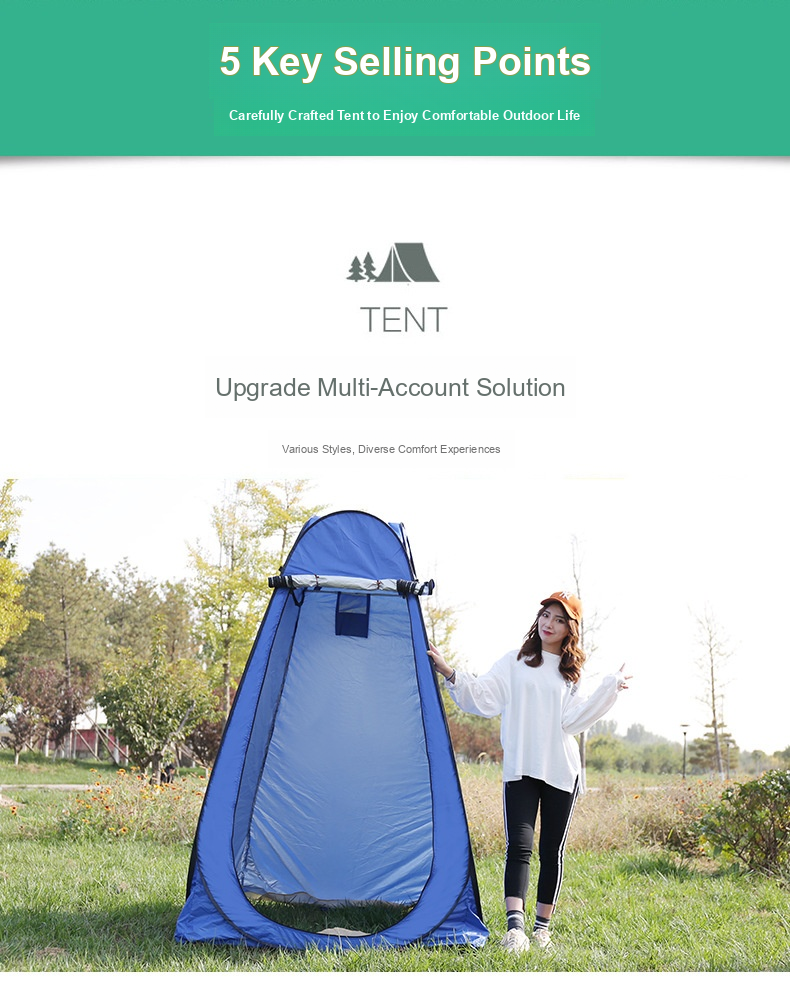 5 Key Selling Points
Carefully Crafted Tent to Enjoy Comfortable Outdoor Life
TENT
Upgrade Multi-Account Solution
Various Styles, Diverse Comfort Experiences